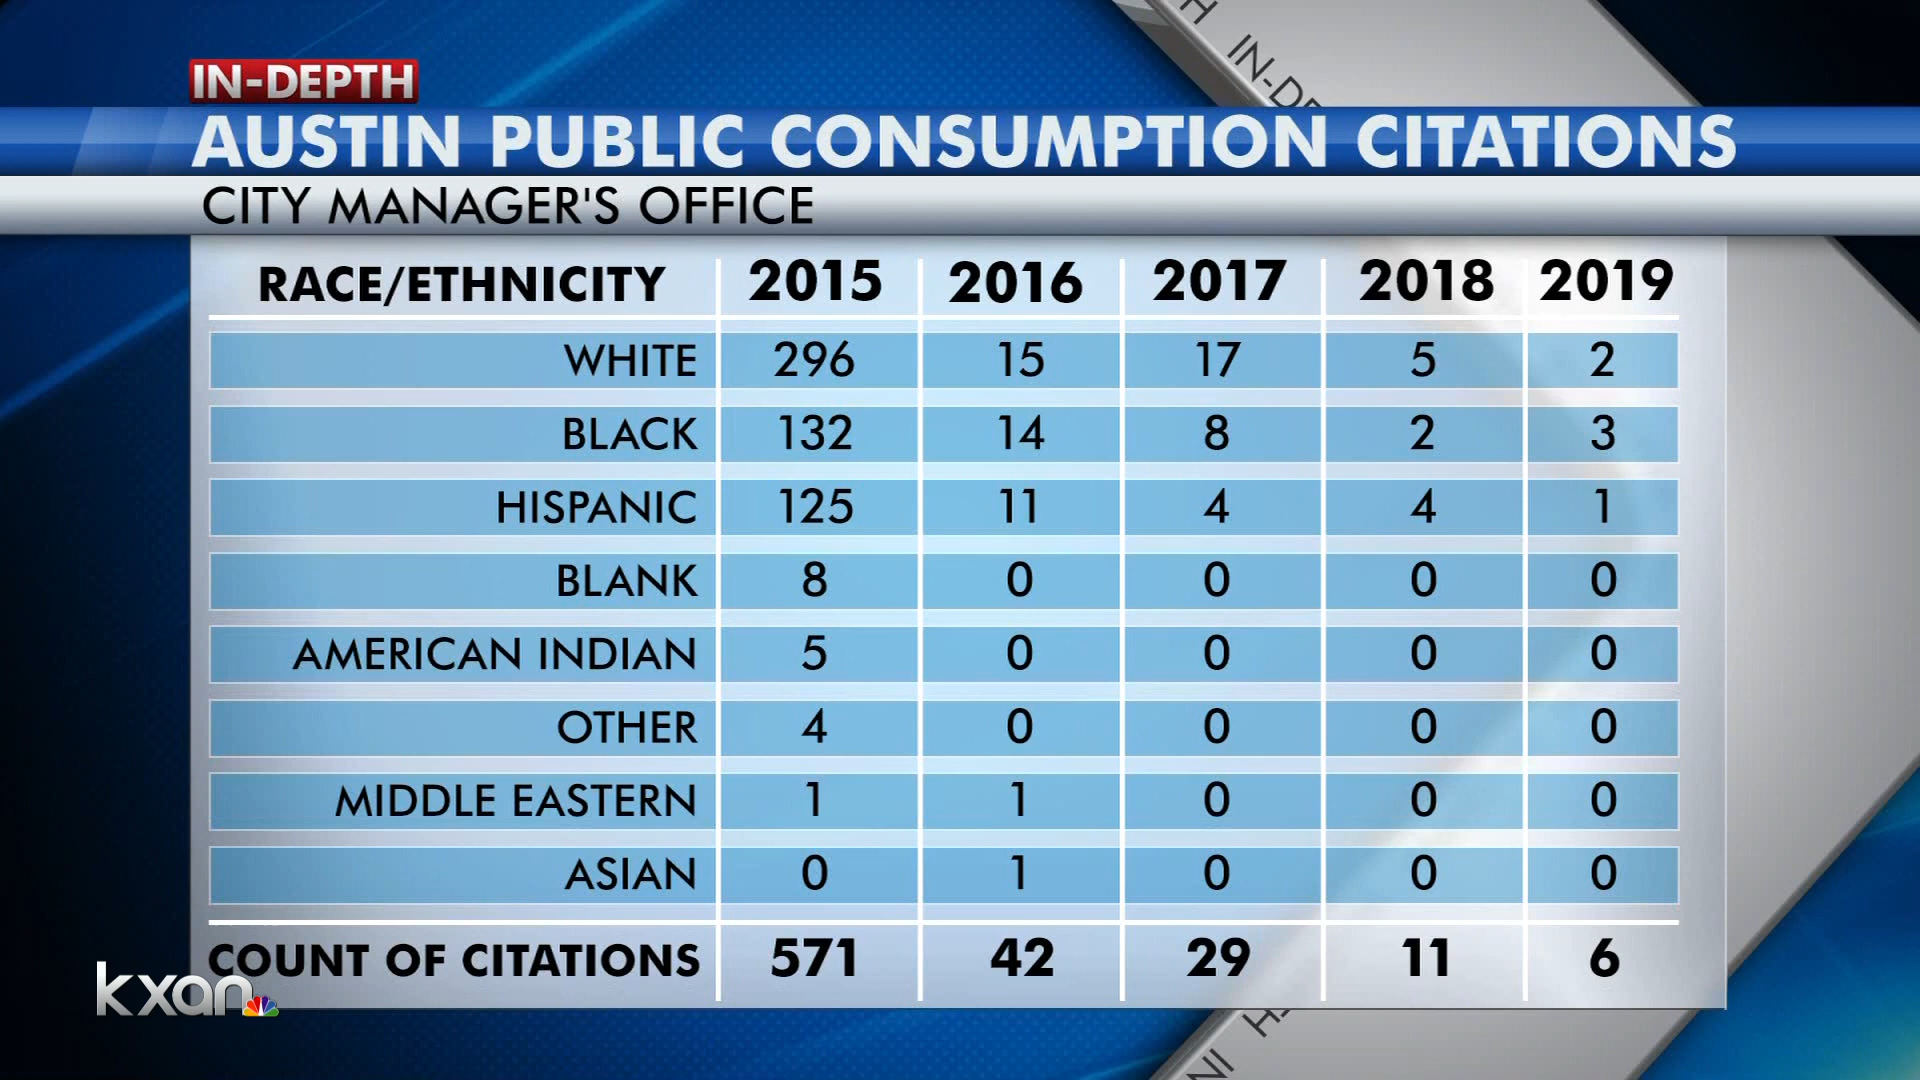 H
IN-DE
IN-DEPTH
AUSTIN PUBLIC CONSUMPTION CITATIONS
CITY MANAGER'S OFFICE
RACE/ETHNICITY 2015 2016 2017 2018 2019
WHITE 296 15 17 5 2
BLACK 132 14 8 2 3
HISPANIC 125 11 4 4 1
BLANK 8 0 0 0 0
AMERICAN INDIAN 5 0 0 0 0
OTHER 4 0 0 0 0
MIDDLE EASTERN 1 1 0 0 0
ASIAN 0 1 0 0 0
COUNT OF CITATIONS 571 42 29 11 6
kxan
H
IN